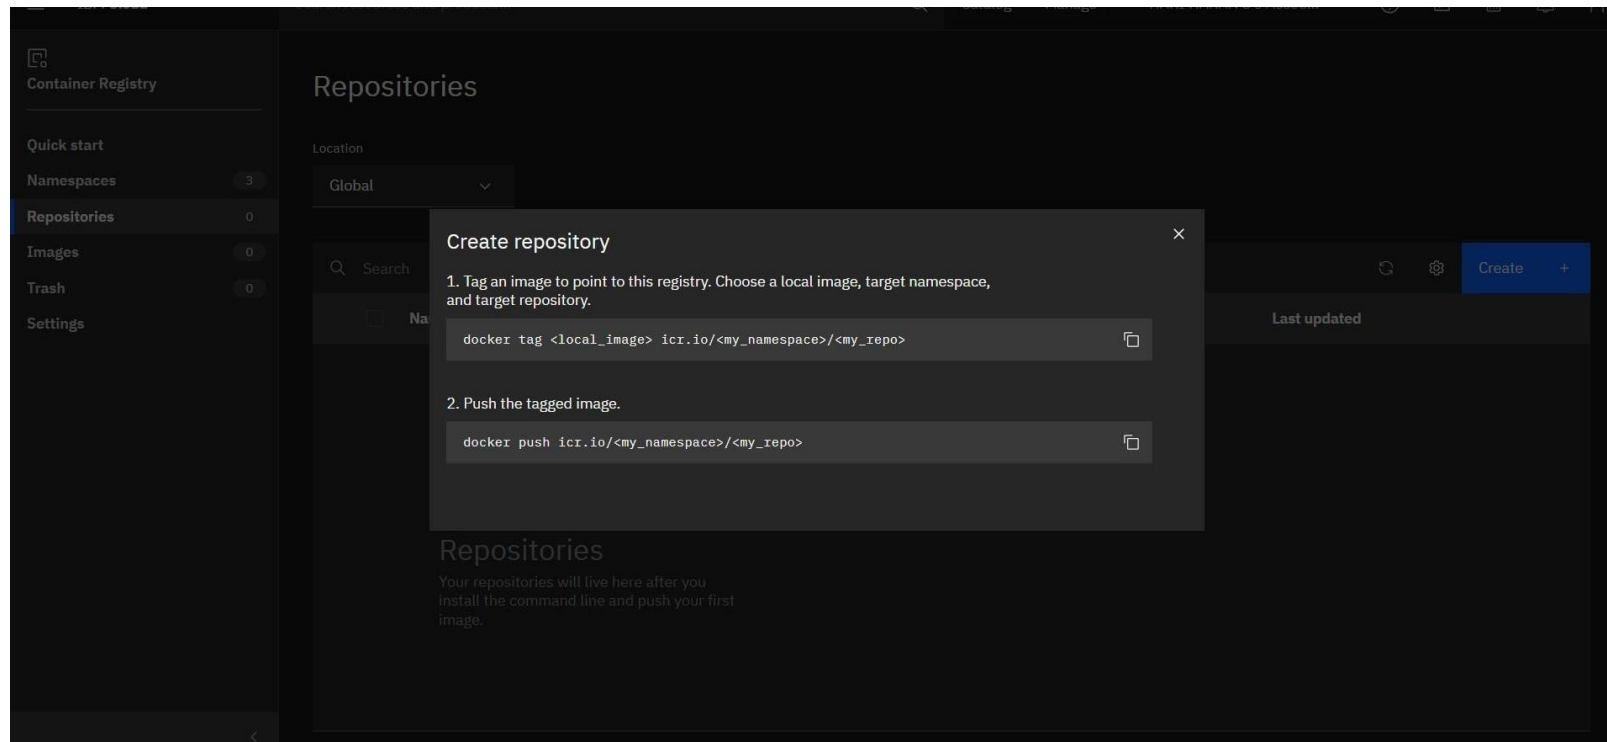 Container Registry
Quick start
Namespaces 3
Repositories 0
Images 0
Trash 0
Settings
Repositories
Location
Global
Search
Create +
Na
Last updated
Create repository
1. Tag an image to point to this registry. Choose a local image, target namespace,
and target repository.
docker tag <local_image> icr.io/<my_namespace>/<my_repo>
2. Push the tagged image.
docker push icr.io/<my_namespace>/<my_repo>
Repositories
Your repositories will live here after you
install the command line and push your first
image.